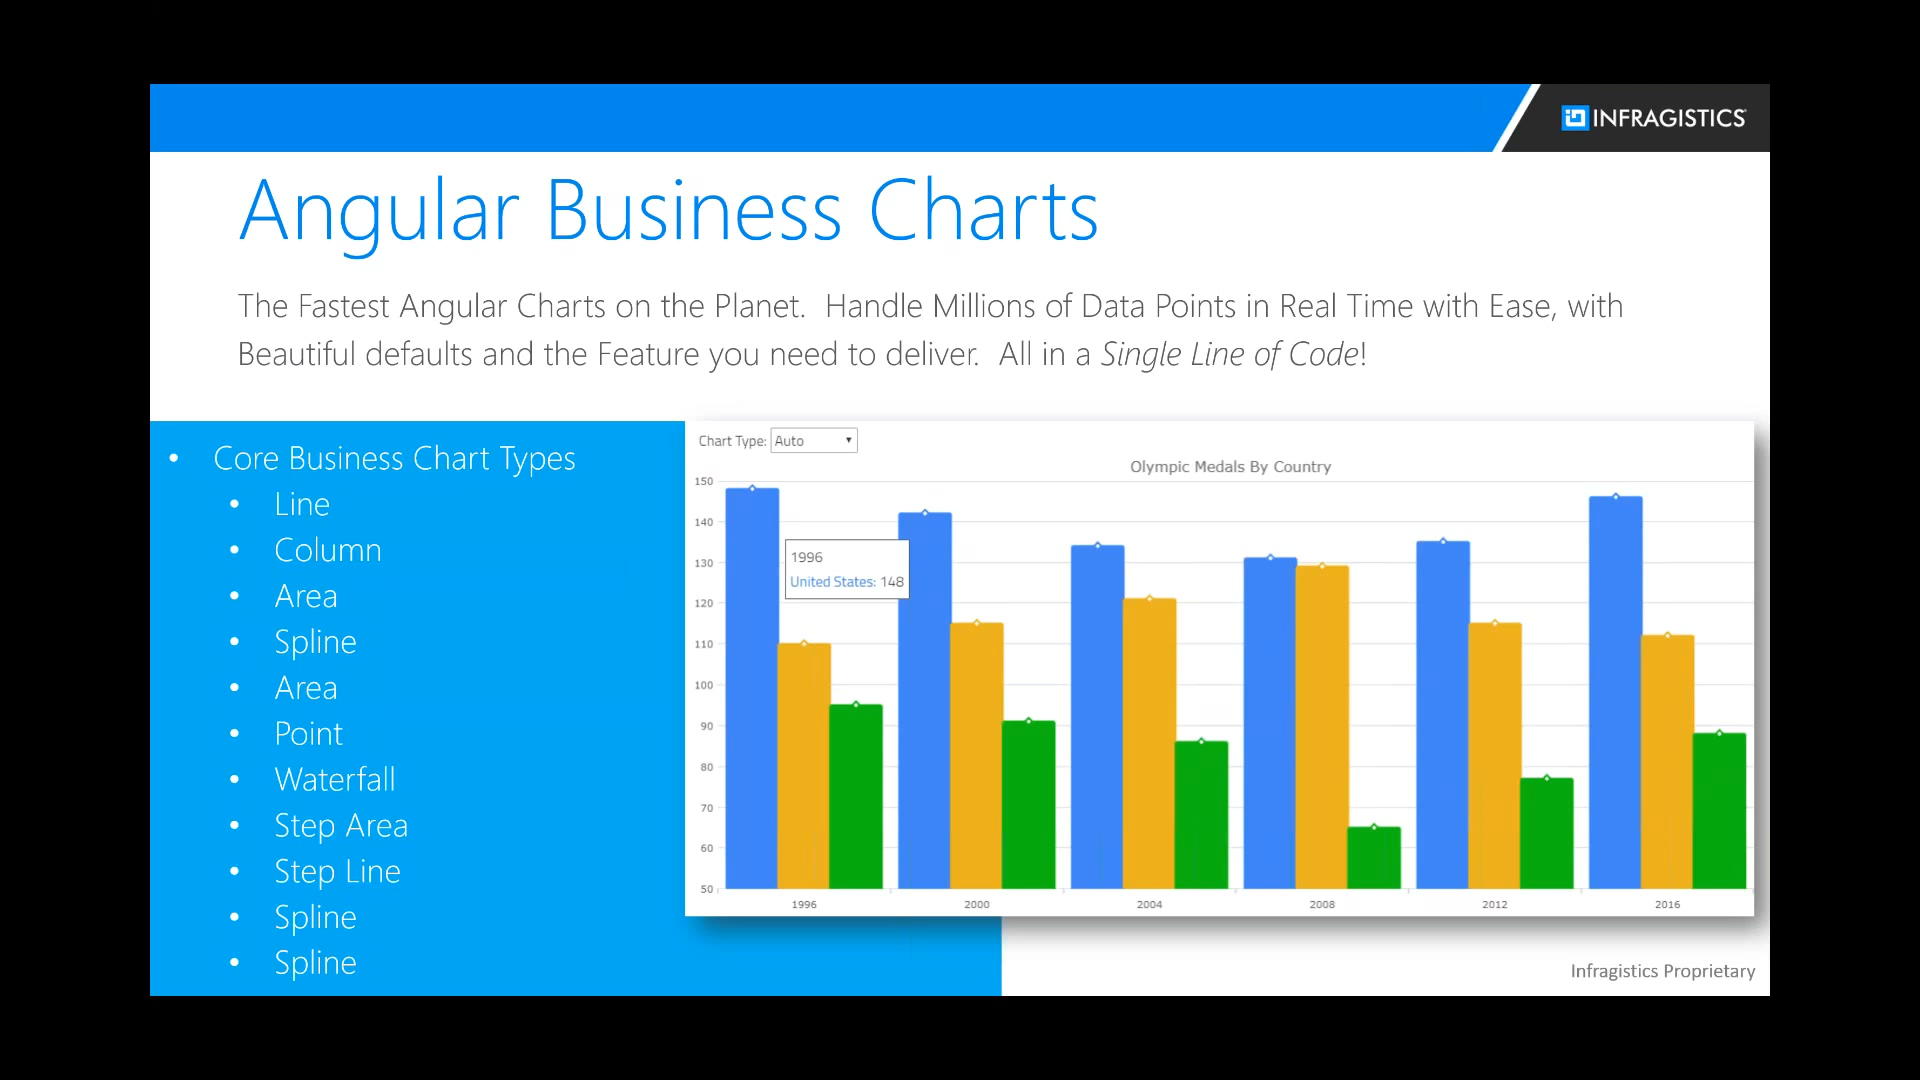 INFRAGISTICS
Angular Business Charts
The Fastest Angular Charts on the Planet. Handle Millions of Data Points in Real Time with Ease, with
Beautiful defaults and the Feature you need to deliver. All in a Single Line of Code!
• Core Business Chart Types
• Line
• Column
• Area
• Spline
• Area
• Point
• Waterfall
• Step Area
• Step Line
• Spline
• Spline
Chart Type: Auto
Olympic Medals By Country
150
140
130
120
110
100
90
80
70
60
50
1996
United States: 148
1996 2000 2004 2008 2012 2016
Infragistics Proprietary